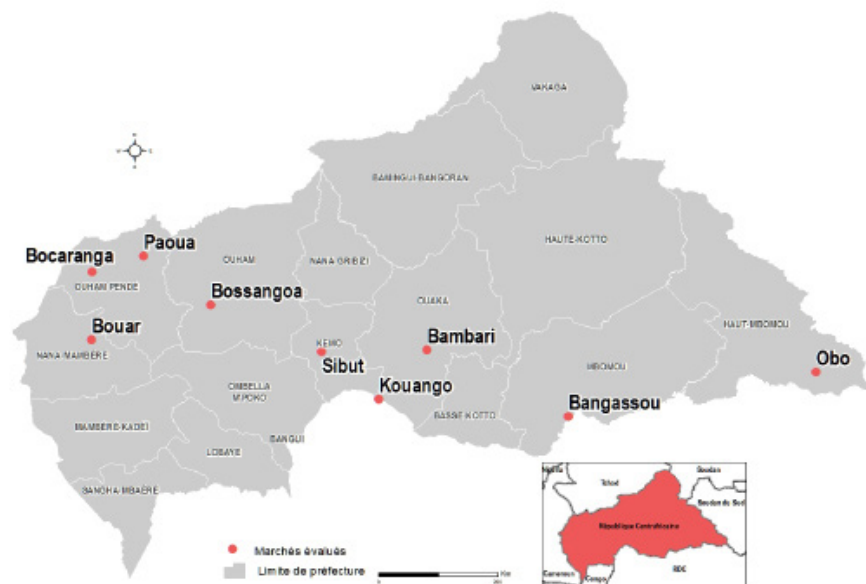 VAKAGA
BAMINGUI-BANGORAN
Paoua
OUHAM
HAUTE-KOTTO
Bocaranga
NANA GRIBIZI
OUHAM PENDE
Bossangoa
OUAKA
HAUT-MBOMOU
Bouar
Bambari
KEMO
NANA-MAMBERE
Sibut
Obo
MBOMOU
Kouango
OMBELLA
M'POKO
Bangassou
BASSE-KOTTO
MAMBERE-KADEI
BANGUI
LOBAYE
SANGHA-MBAERE
Tchad
Soudan
Soudan du Sud
République Centrafricaine
Marchés évalués
Limite de préfecture
Km
RDC
Cameroun
Congo